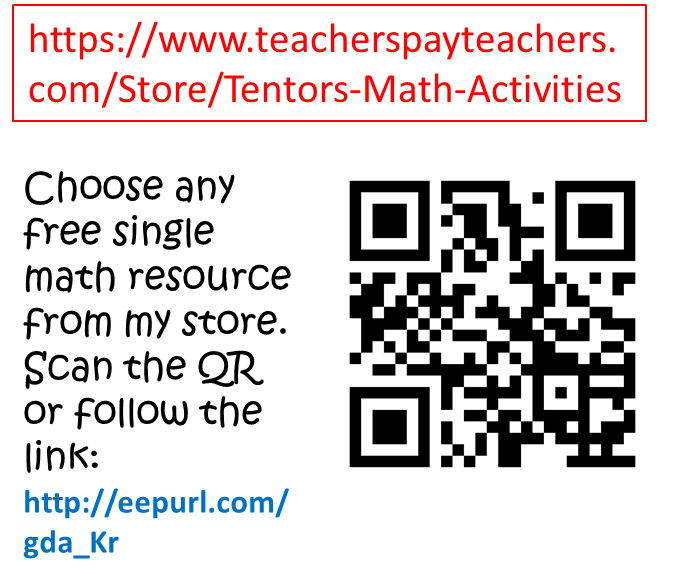 https://www.teacherspayteachers.
com/Store/Tentors-Math-Activities
Choose any
free single
math resource
from my store.
Scan the QR
or follow the
link:
http://eepurl.com/
gda_Kr